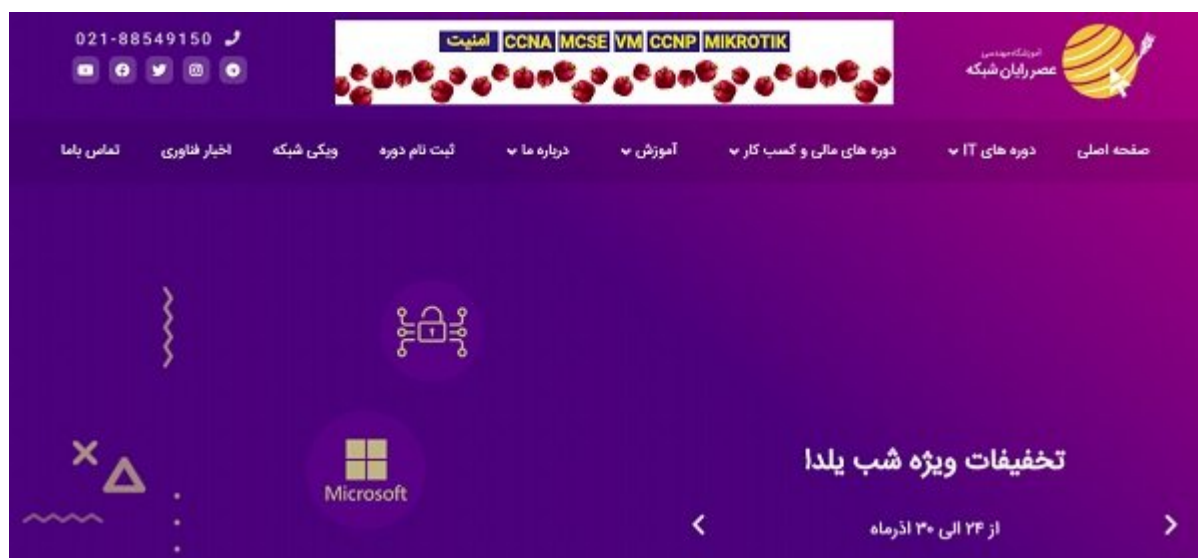 آموزشگاه مهندسی
عصر رایان شبکه
امنیت CCNA MCSE VM CCNP MIKROTIK
021-88549150
صفحه اصلی
دوره های IT
دوره های مالی و کسب کار
آموزش
درباره ما
ثبت نام دوره
ویکی شبکه
اخبار فناوری
تماس باما
Microsoft
تخفیفات ویژه شب یلدا
از ۲۴ الی ۳۰ اذرماه